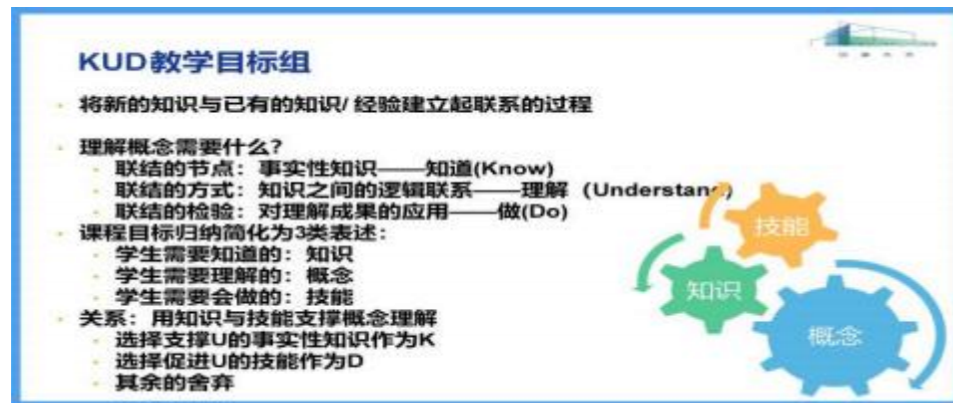 KUD教学目标组
将新的知识与已有的知识/ 经验建立起联系的过程
理解概念需要什么?
联结的节点：事实性知识——知道(Know)
联结的方式：知识之间的逻辑联系——理解（Understand）
联结的检验：对理解成果的应用——做(Do)
课程目标归纳简化为3类表述：
学生需要知道的：知识
学生需要理解的：概念
学生需要会做的：技能
关系：用知识与技能支撑概念理解
选择支撑U的事实性知识作为K
选择促进U的技能作为D
其余的舍弃
技能
知识
概念